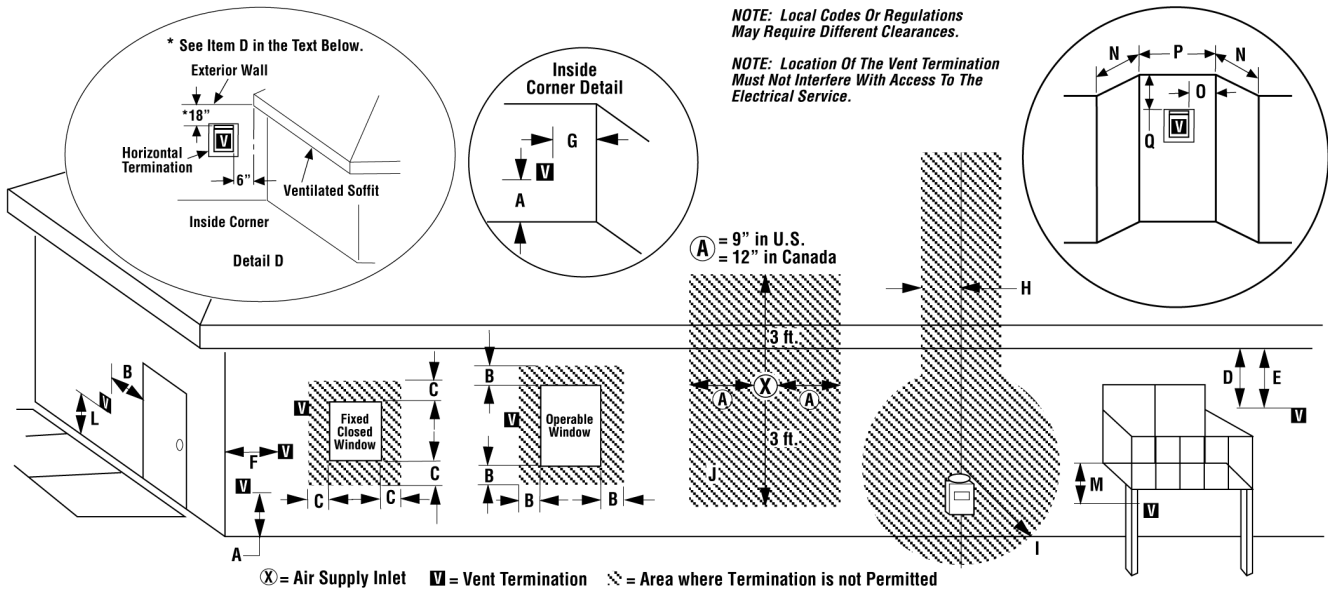 * See Item D in the Text Below.
Exterior Wall
*18”
V
Horizontal
Termination
6”
Ventilated Soffit
Inside Corner
Detail D
Inside
Corner Detail
G
V
A
NOTE: Local Codes Or Regulations
May Require Different Clearances.
NOTE: Location Of The Vent Termination
Must Not Interfere With Access To The
Electrical Service.
N P N
O
Q
V
A = 9” in U.S.
= 12” in Canada
H
3 ft.
A X A
3 ft.
J
I
B
V
L
F
V
V
A
V
Fixed
Closed
Window
C
C
C
C
B
V
Operable
Window
B
B
B
D
E
V
M
V
X = Air Supply Inlet
V = Vent Termination
= Area where Termination is not Permitted